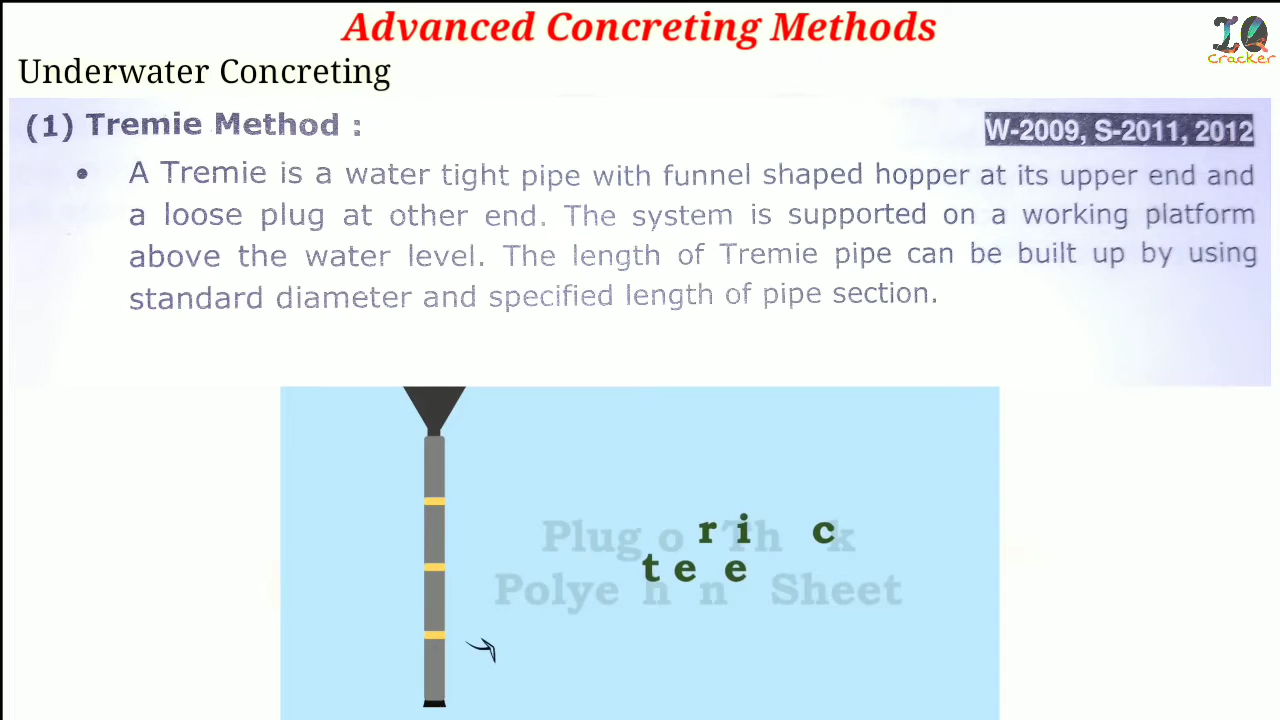 Advanced Concreting Methods
IQ
Cracker
Underwater Concreting
(1) Tremie Method :
W-2009, S-2011, 2012
• A Tremie is a water tight pipe with funnel shaped hopper at its upper end and
a loose plug at other end. The system is supported on a working platform
above the water level. The length of Tremie pipe can be built up by using
standard diameter and specified length of pipe section.
Plug or Thick
Polyethene Sheet